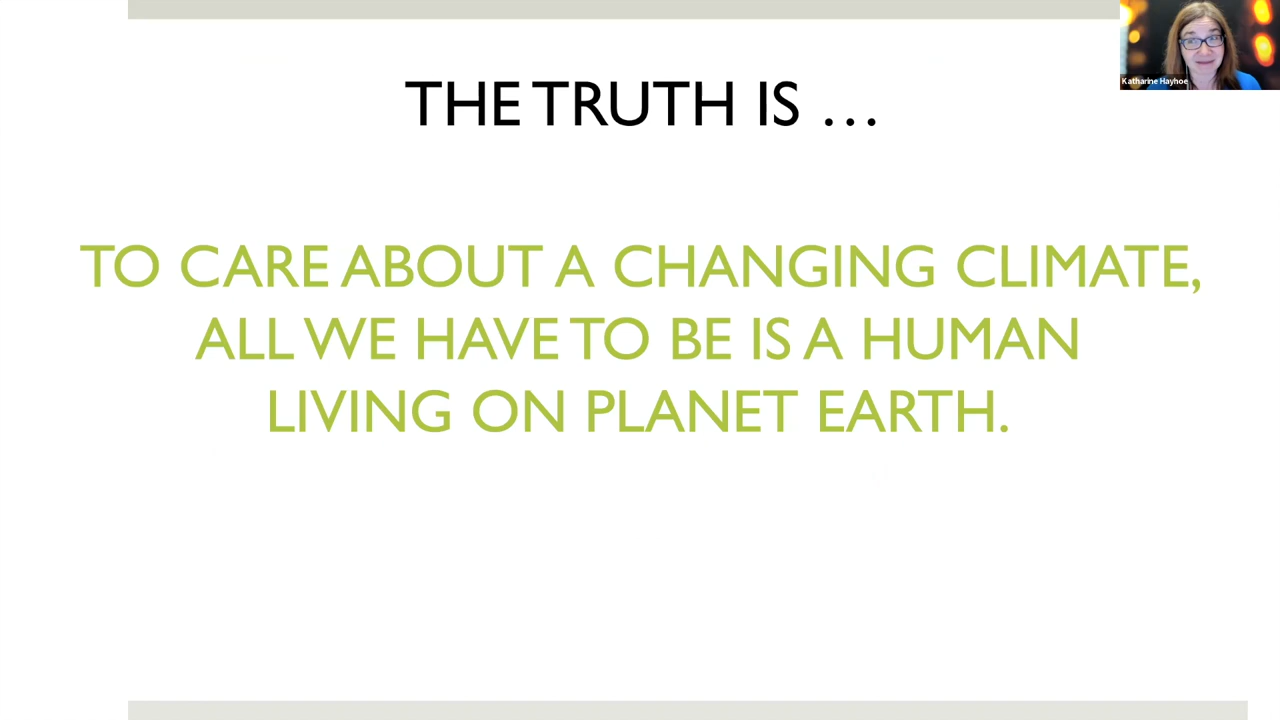 THE TRUTH IS ...
TO CARE ABOUT A CHANGING CLIMATE,
ALL WE HAVE TO BE IS A HUMAN
LIVING ON PLANET EARTH.
Katharine Hayhoe